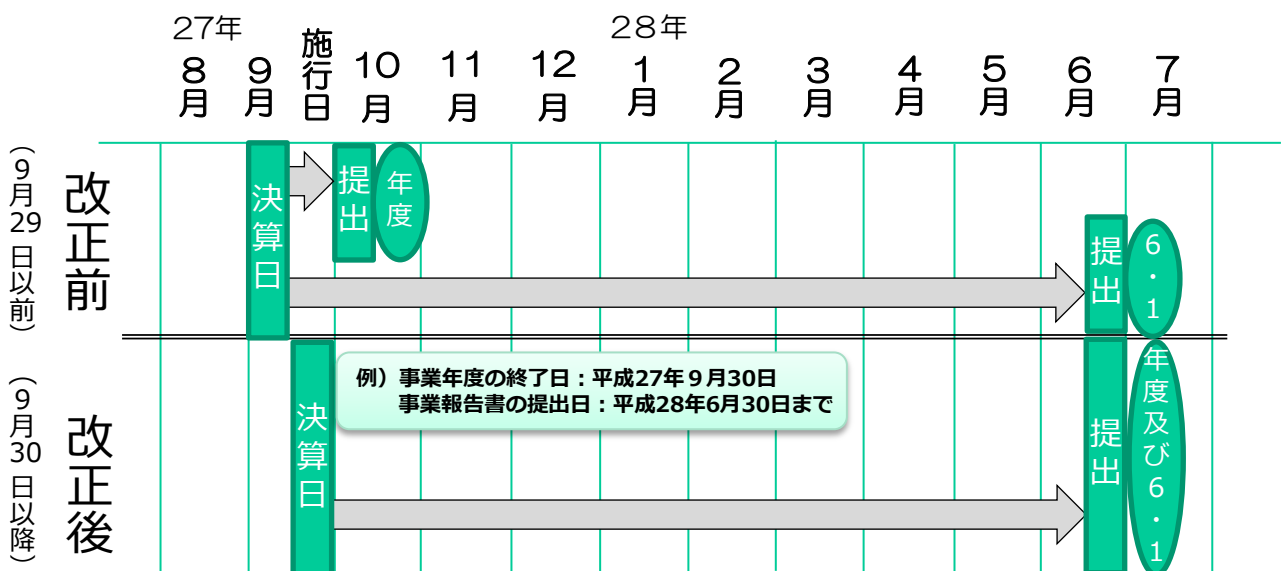 27年
28年
8月
9月
施行日
10月
11月
12月
1月
2月
3月
4月
5月
6月
7月
(9月29日以前)
改正前
決算日
提出
年度
提出
6・1
(9月30日以降)
改正後
決算日
例）事業年度の終了日：平成27年９月30日
事業報告書の提出日：平成28年6月30日まで
提出
年度及び6・1